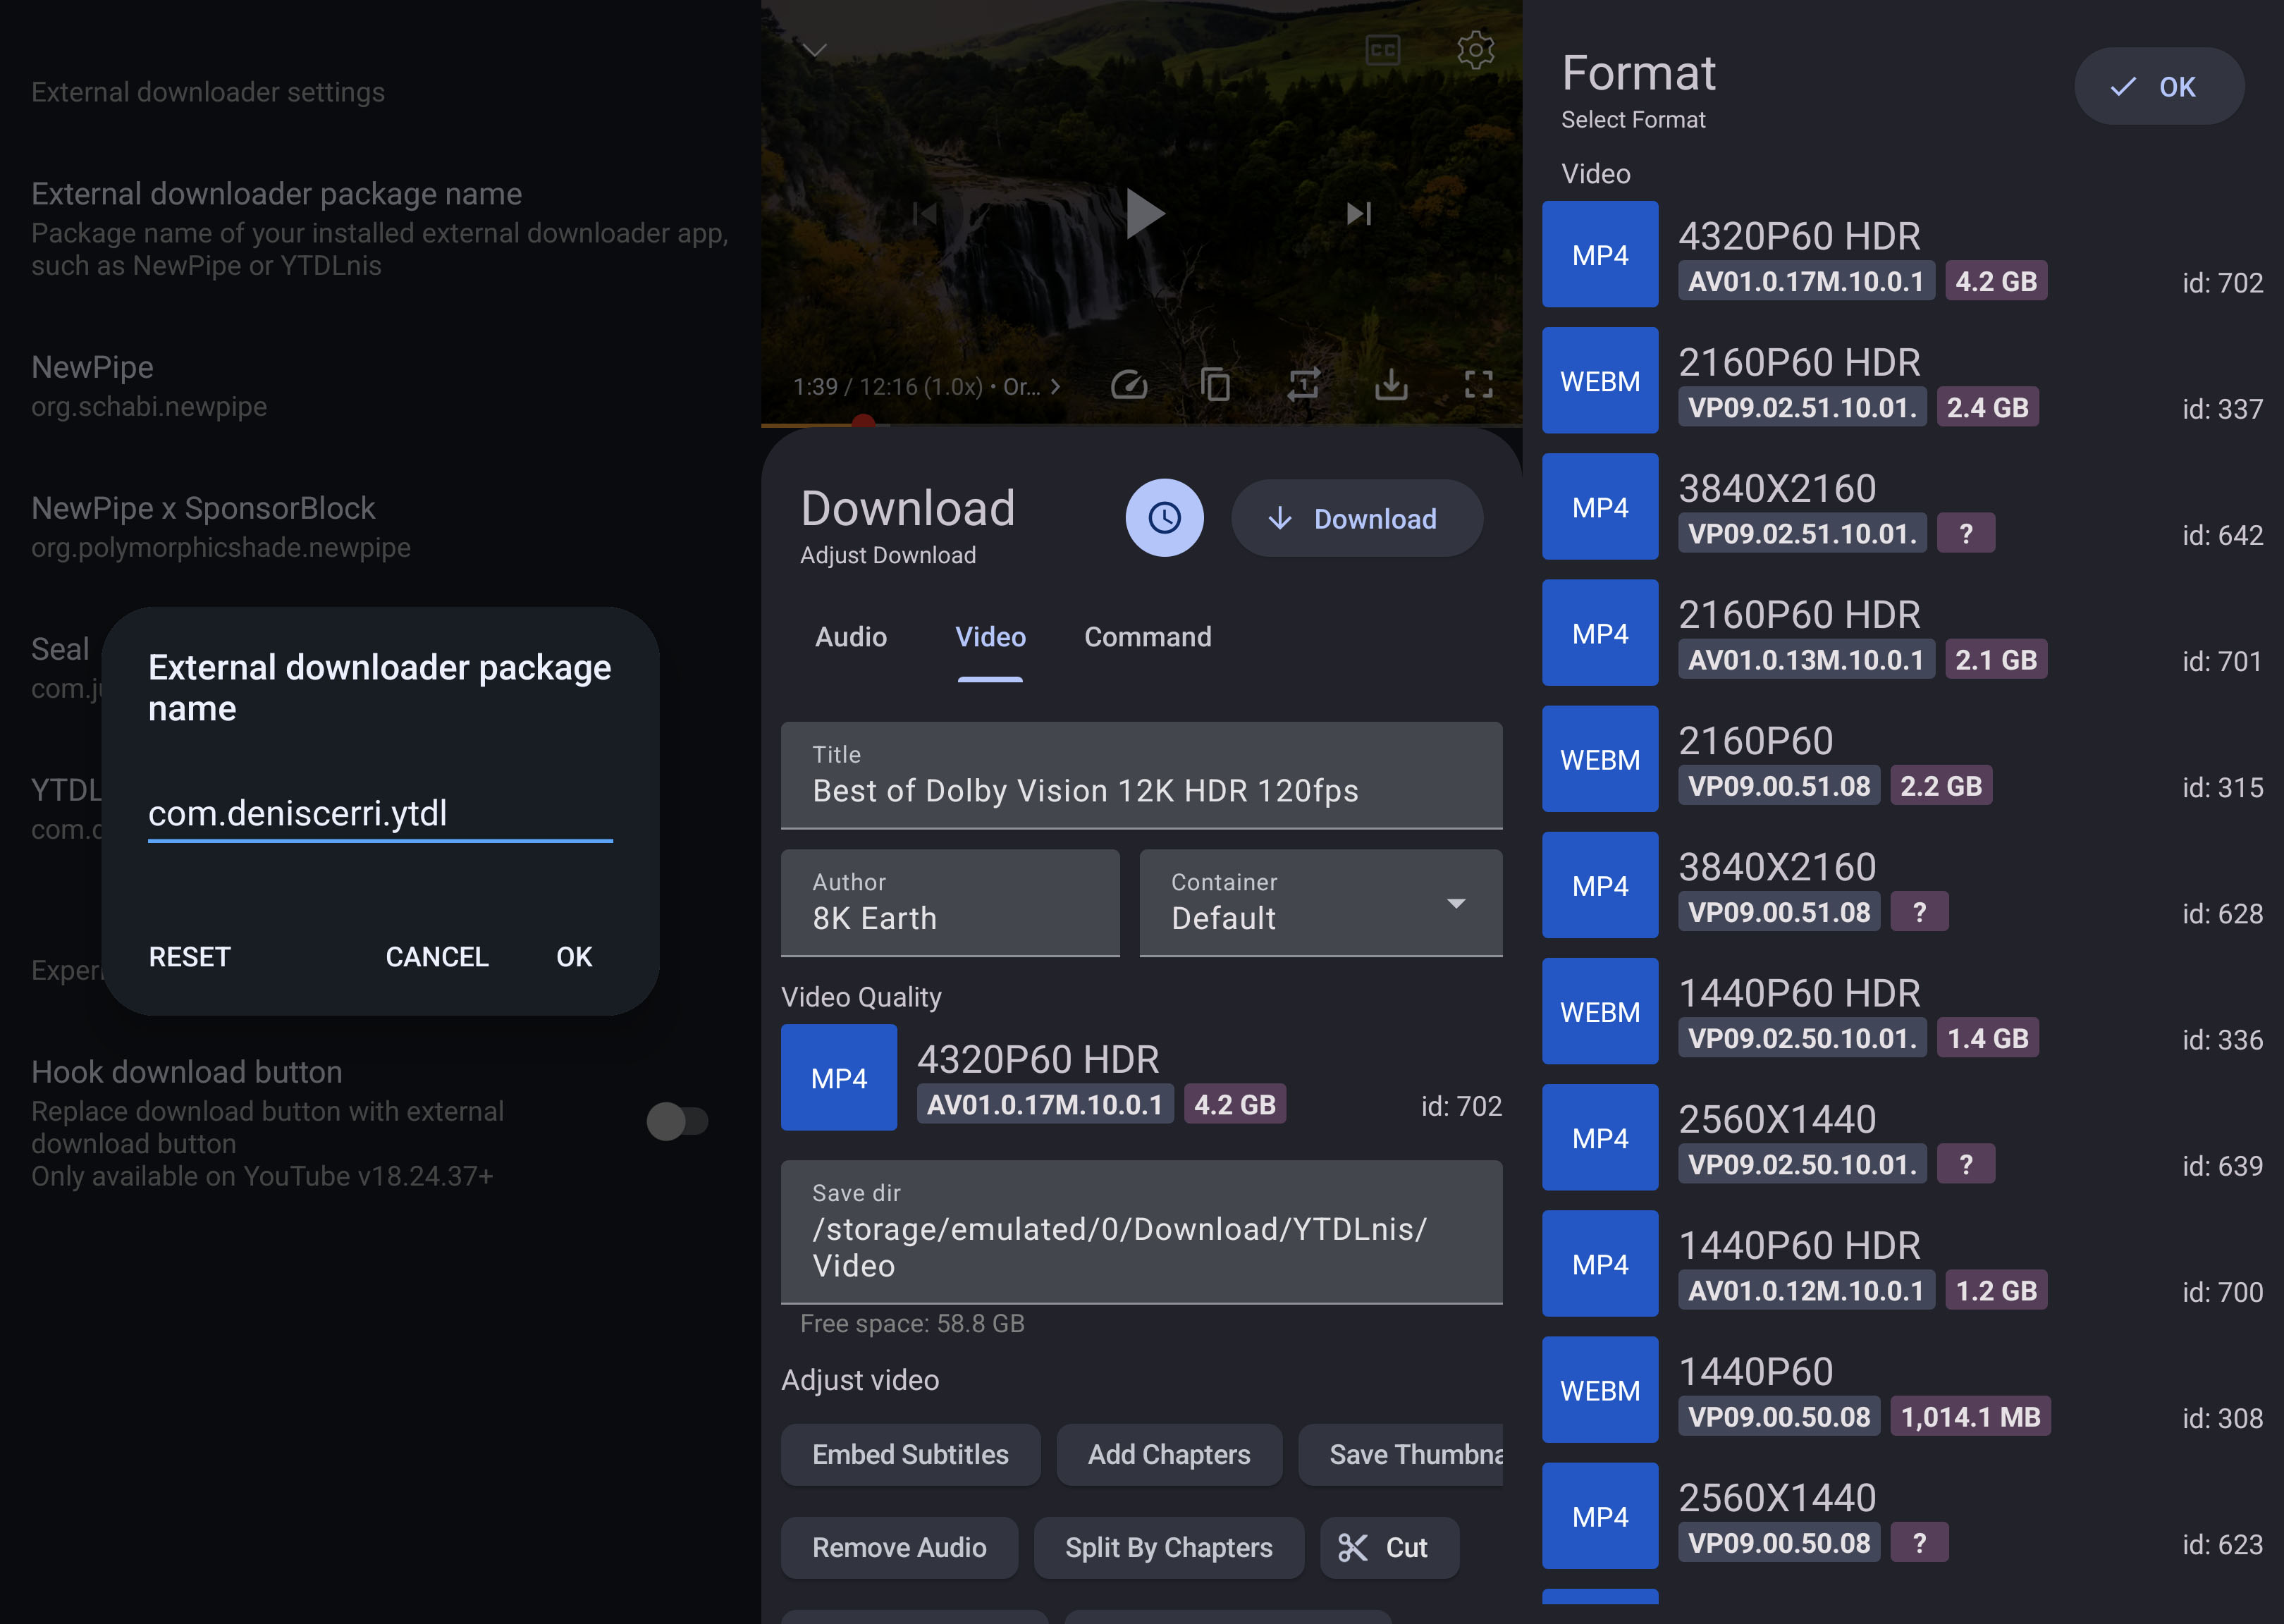 External downloader settings
External downloader package name
Package name of your installed external downloader app,
such as NewPipe or YTDLnis
NewPipe
org.schabi.newpipe
NewPipe x SponsorBlock
org.polymorphicshade.newpipe
Seal
External downloader package
name
com.deniscerri.ytdl
RESET
CANCEL
OK
Hook download button
Replace download button with external
download button
Only available on YouTube v18.24.37+
CC
1:39 / 12:16 (1.0x) • Or...
1
Download
Adjust Download
Download
Audio
Video
Command
Title
Best of Dolby Vision 12K HDR 120fps
Author
8K Earth
Container
Default
Video Quality
MP4
4320P60 HDR
AV01.0.17M.10.0.1
4.2 GB
id: 702
Save dir
/storage/emulated/0/Download/YTDLnis/
Video
Free space: 58.8 GB
Adjust video
Embed Subtitles
Add Chapters
Save Thumbna
Remove Audio
Split By Chapters
Cut
Format
Select Format
OK
Video
MP4
4320P60 HDR
AV01.0.17M.10.0.1
4.2 GB
id: 702
WEBM
2160P60 HDR
VP09.02.51.10.01.
2.4 GB
id: 337
MP4
3840X2160
VP09.02.51.10.01.
?
id: 642
MP4
2160P60 HDR
AV01.0.13M.10.0.1
2.1 GB
id: 701
WEBM
2160P60
VP09.00.51.08
2.2 GB
id: 315
MP4
3840X2160
VP09.00.51.08
?
id: 628
WEBM
1440P60 HDR
VP09.02.50.10.01.
1.4 GB
id: 336
MP4
2560X1440
VP09.02.50.10.01.
?
id: 639
MP4
1440P60 HDR
AV01.0.12M.10.0.1
1.2 GB
id: 700
WEBM
1440P60
VP09.00.50.08
1,014.1 MB
id: 308
MP4
2560X1440
VP09.00.50.08
?
id: 623